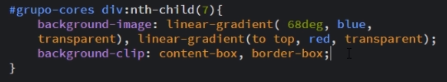 #grupo-cores div:nth-child(7){
background-image: linear-gradient( 68deg, blue,
transparent), linear-gradient(to top, red, transparent);
background-clip: content-box, border-box;
}